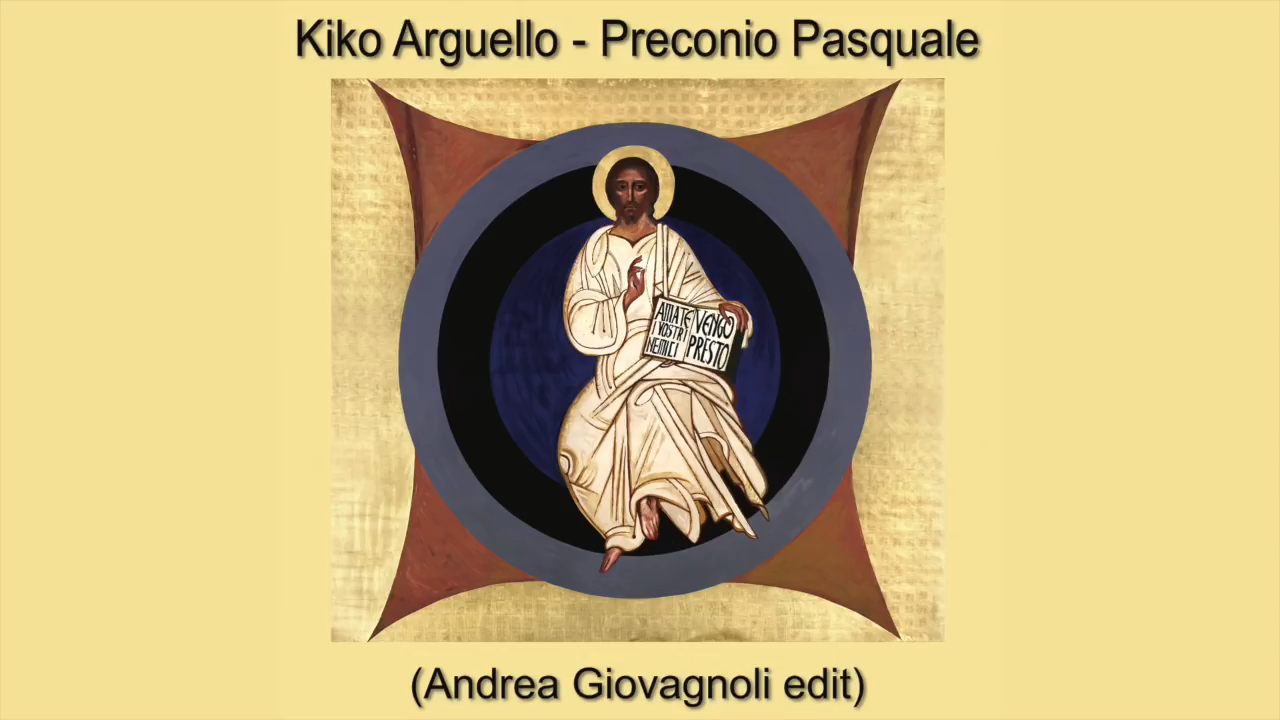 Kiko Arguello - Preconio Pasquale
AMATE
I VOSTRI
NEMICI
VENGO
PRESTO
(Andrea Giovagnoli edit)